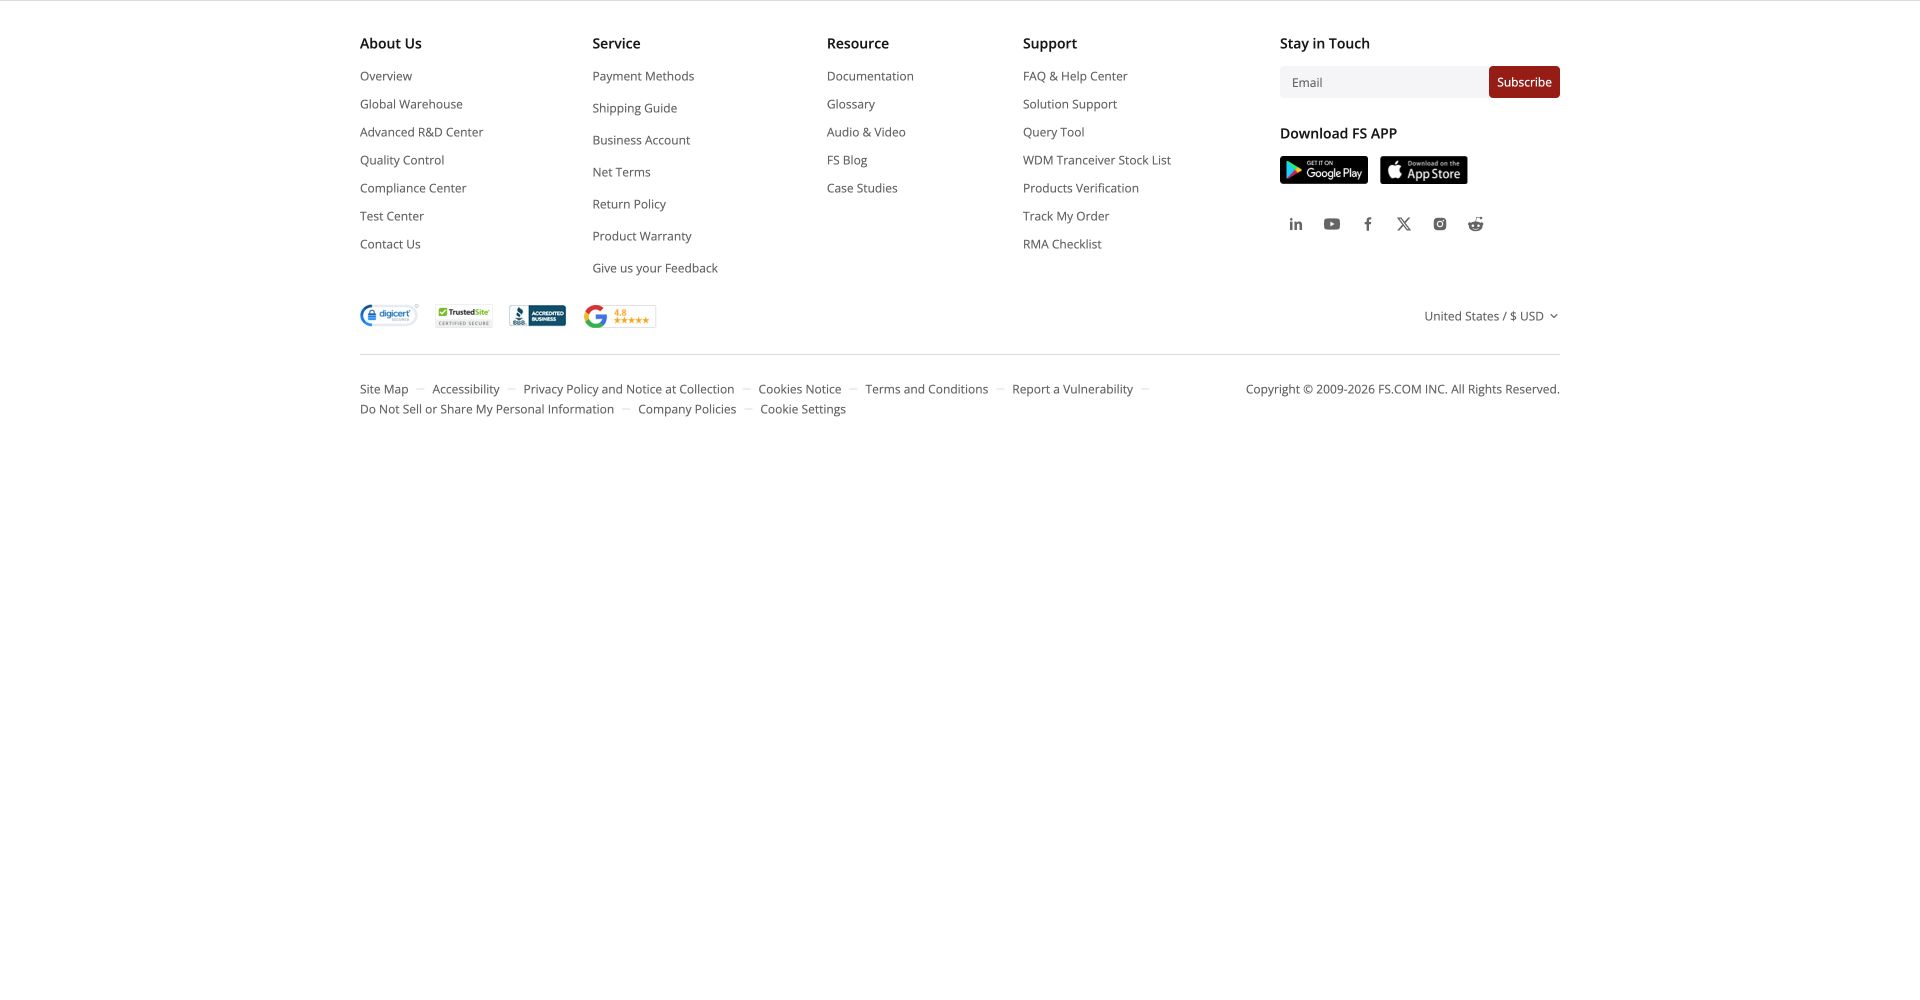 About Us
Overview
Global Warehouse
Advanced R&D Center
Quality Control
Compliance Center
Test Center
Contact Us
Service
Payment Methods
Shipping Guide
Business Account
Net Terms
Return Policy
Product Warranty
Give us your Feedback
Resource
Documentation
Glossary
Audio & Video
FS Blog
Case Studies
Support
FAQ & Help Center
Solution Support
Query Tool
WDM Tranceiver Stock List
Products Verification
Track My Order
RMA Checklist
Stay in Touch
Email
Subscribe
Download FS APP
GET IT ON
Google Play
Download on the
App Store
digicert
TrustedSite
CERTIFIED SECURE
BBB
ACCREDITED
BUSINESS
4.8
United States / $ USD
Site Map
Accessibility
Privacy Policy and Notice at Collection
Cookies Notice
Terms and Conditions
Report a Vulnerability
Do Not Sell or Share My Personal Information
Company Policies
Cookie Settings
Copyright © 2009-2026 FS.COM INC. All Rights Reserved.